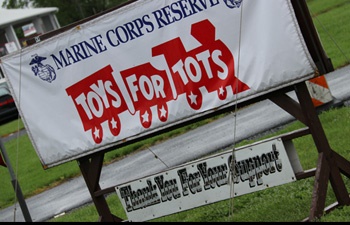 MARINE CORPS RESERVE
TOYS FOR TOTS
Thank You For Your Support